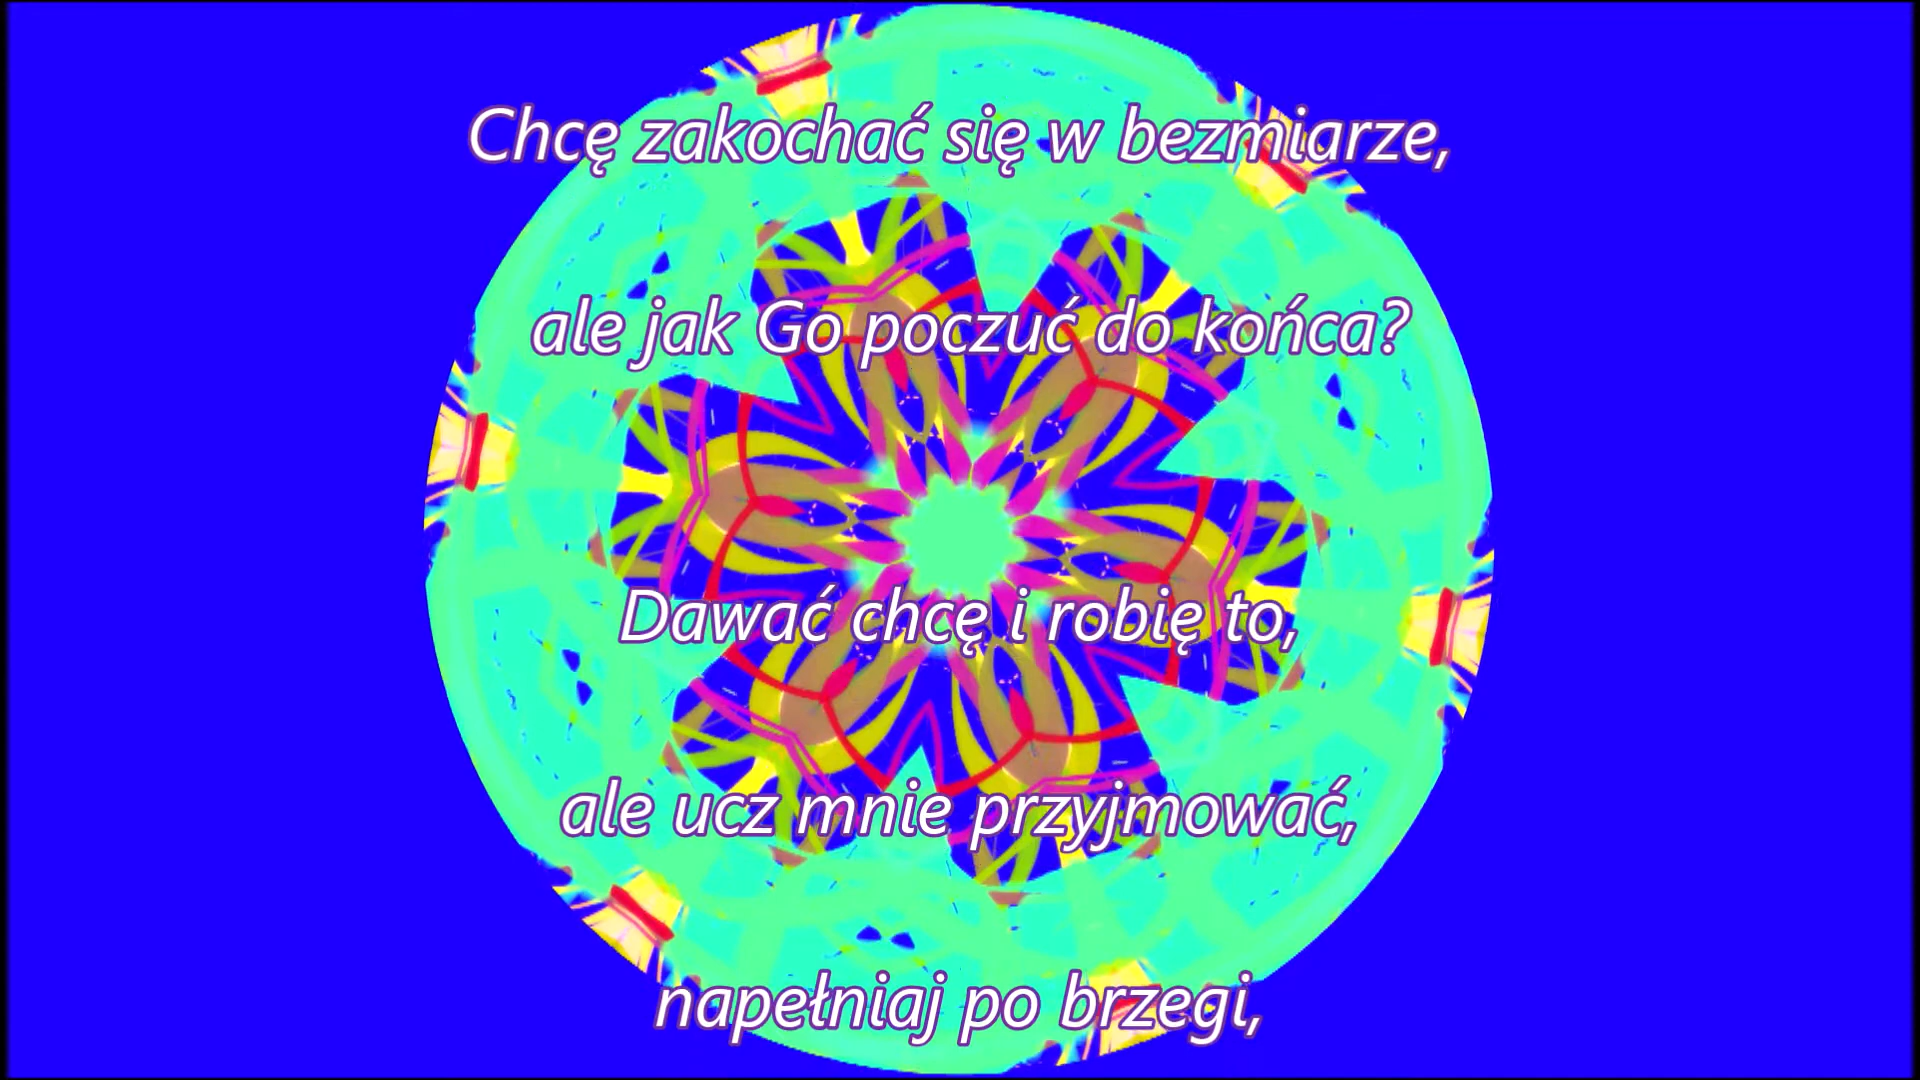 Chcę zakochać się w bezmiarze,
ale jak Go poczuć do końca?
Dawać chcę i robię to,
ale ucz mnie przyjmować,
napełniaj po brzegi,